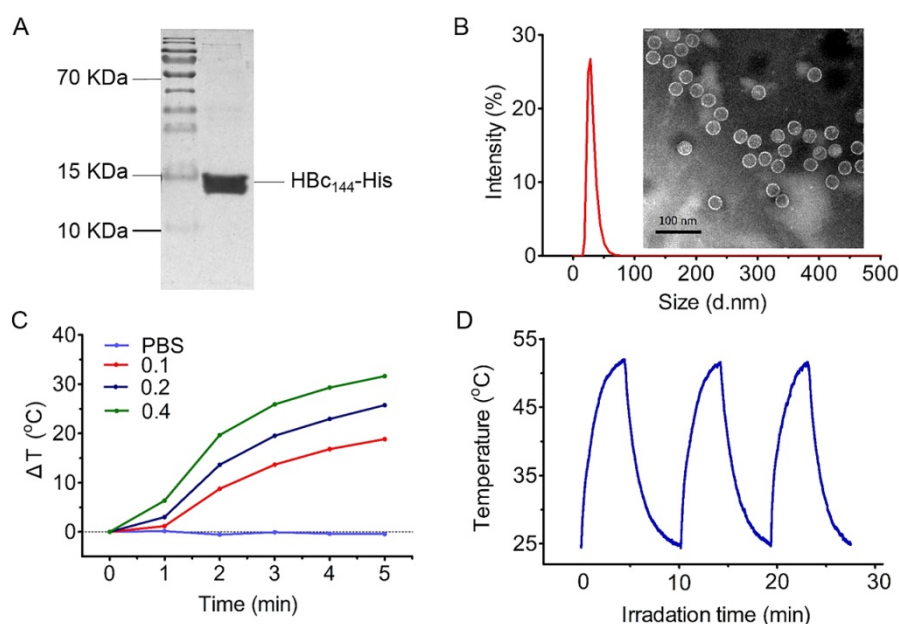 A
70 KDa
15 KDa
10 KDa
HBc₁₄₄-His
B
Intensity (%)
30
20
10
0
100 nm
0 100 200 300 400 500
Size (d.nm)
C
Δ T (°C)
40
30
20
10
0
PBS
0.1
0.2
0.4
0 1 2 3 4 5
Time (min)
D
Temperature (°C)
55
45
35
25
0 10 20 30
Irradation time (min)